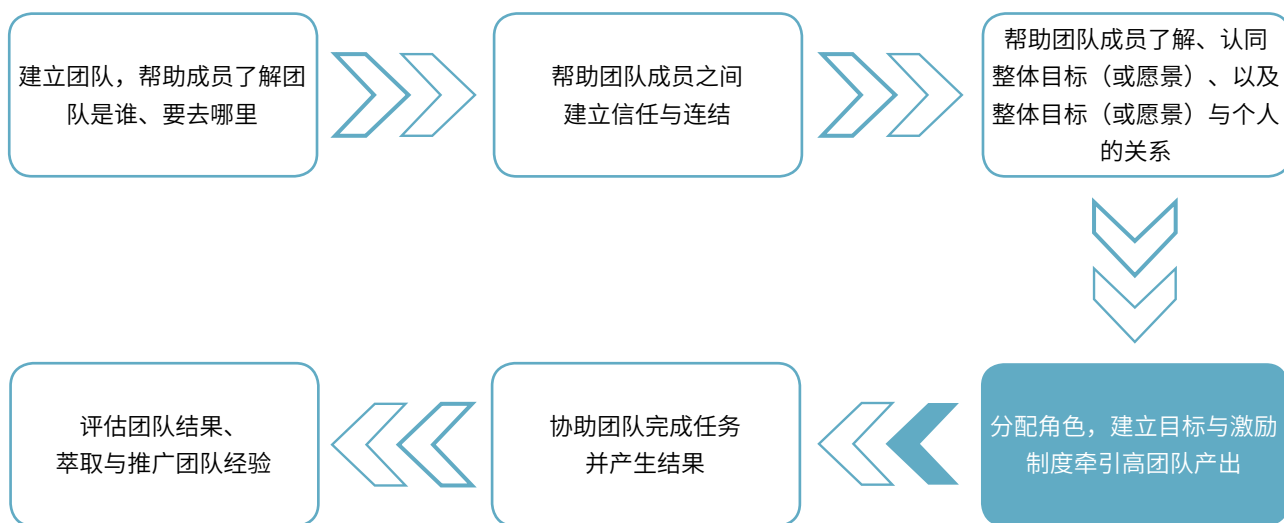 建立团队，帮助成员了解团
队是谁、要去哪里
帮助团队成员之间
建立信任与连结
帮助团队成员了解、认同
整体目标（或愿景）、以及
整体目标（或愿景）与个人
的关系
分配角色，建立目标与激励
制度牵引高团队产出
协助团队完成任务
并产生结果
评估团队结果、
萃取与推广团队经验